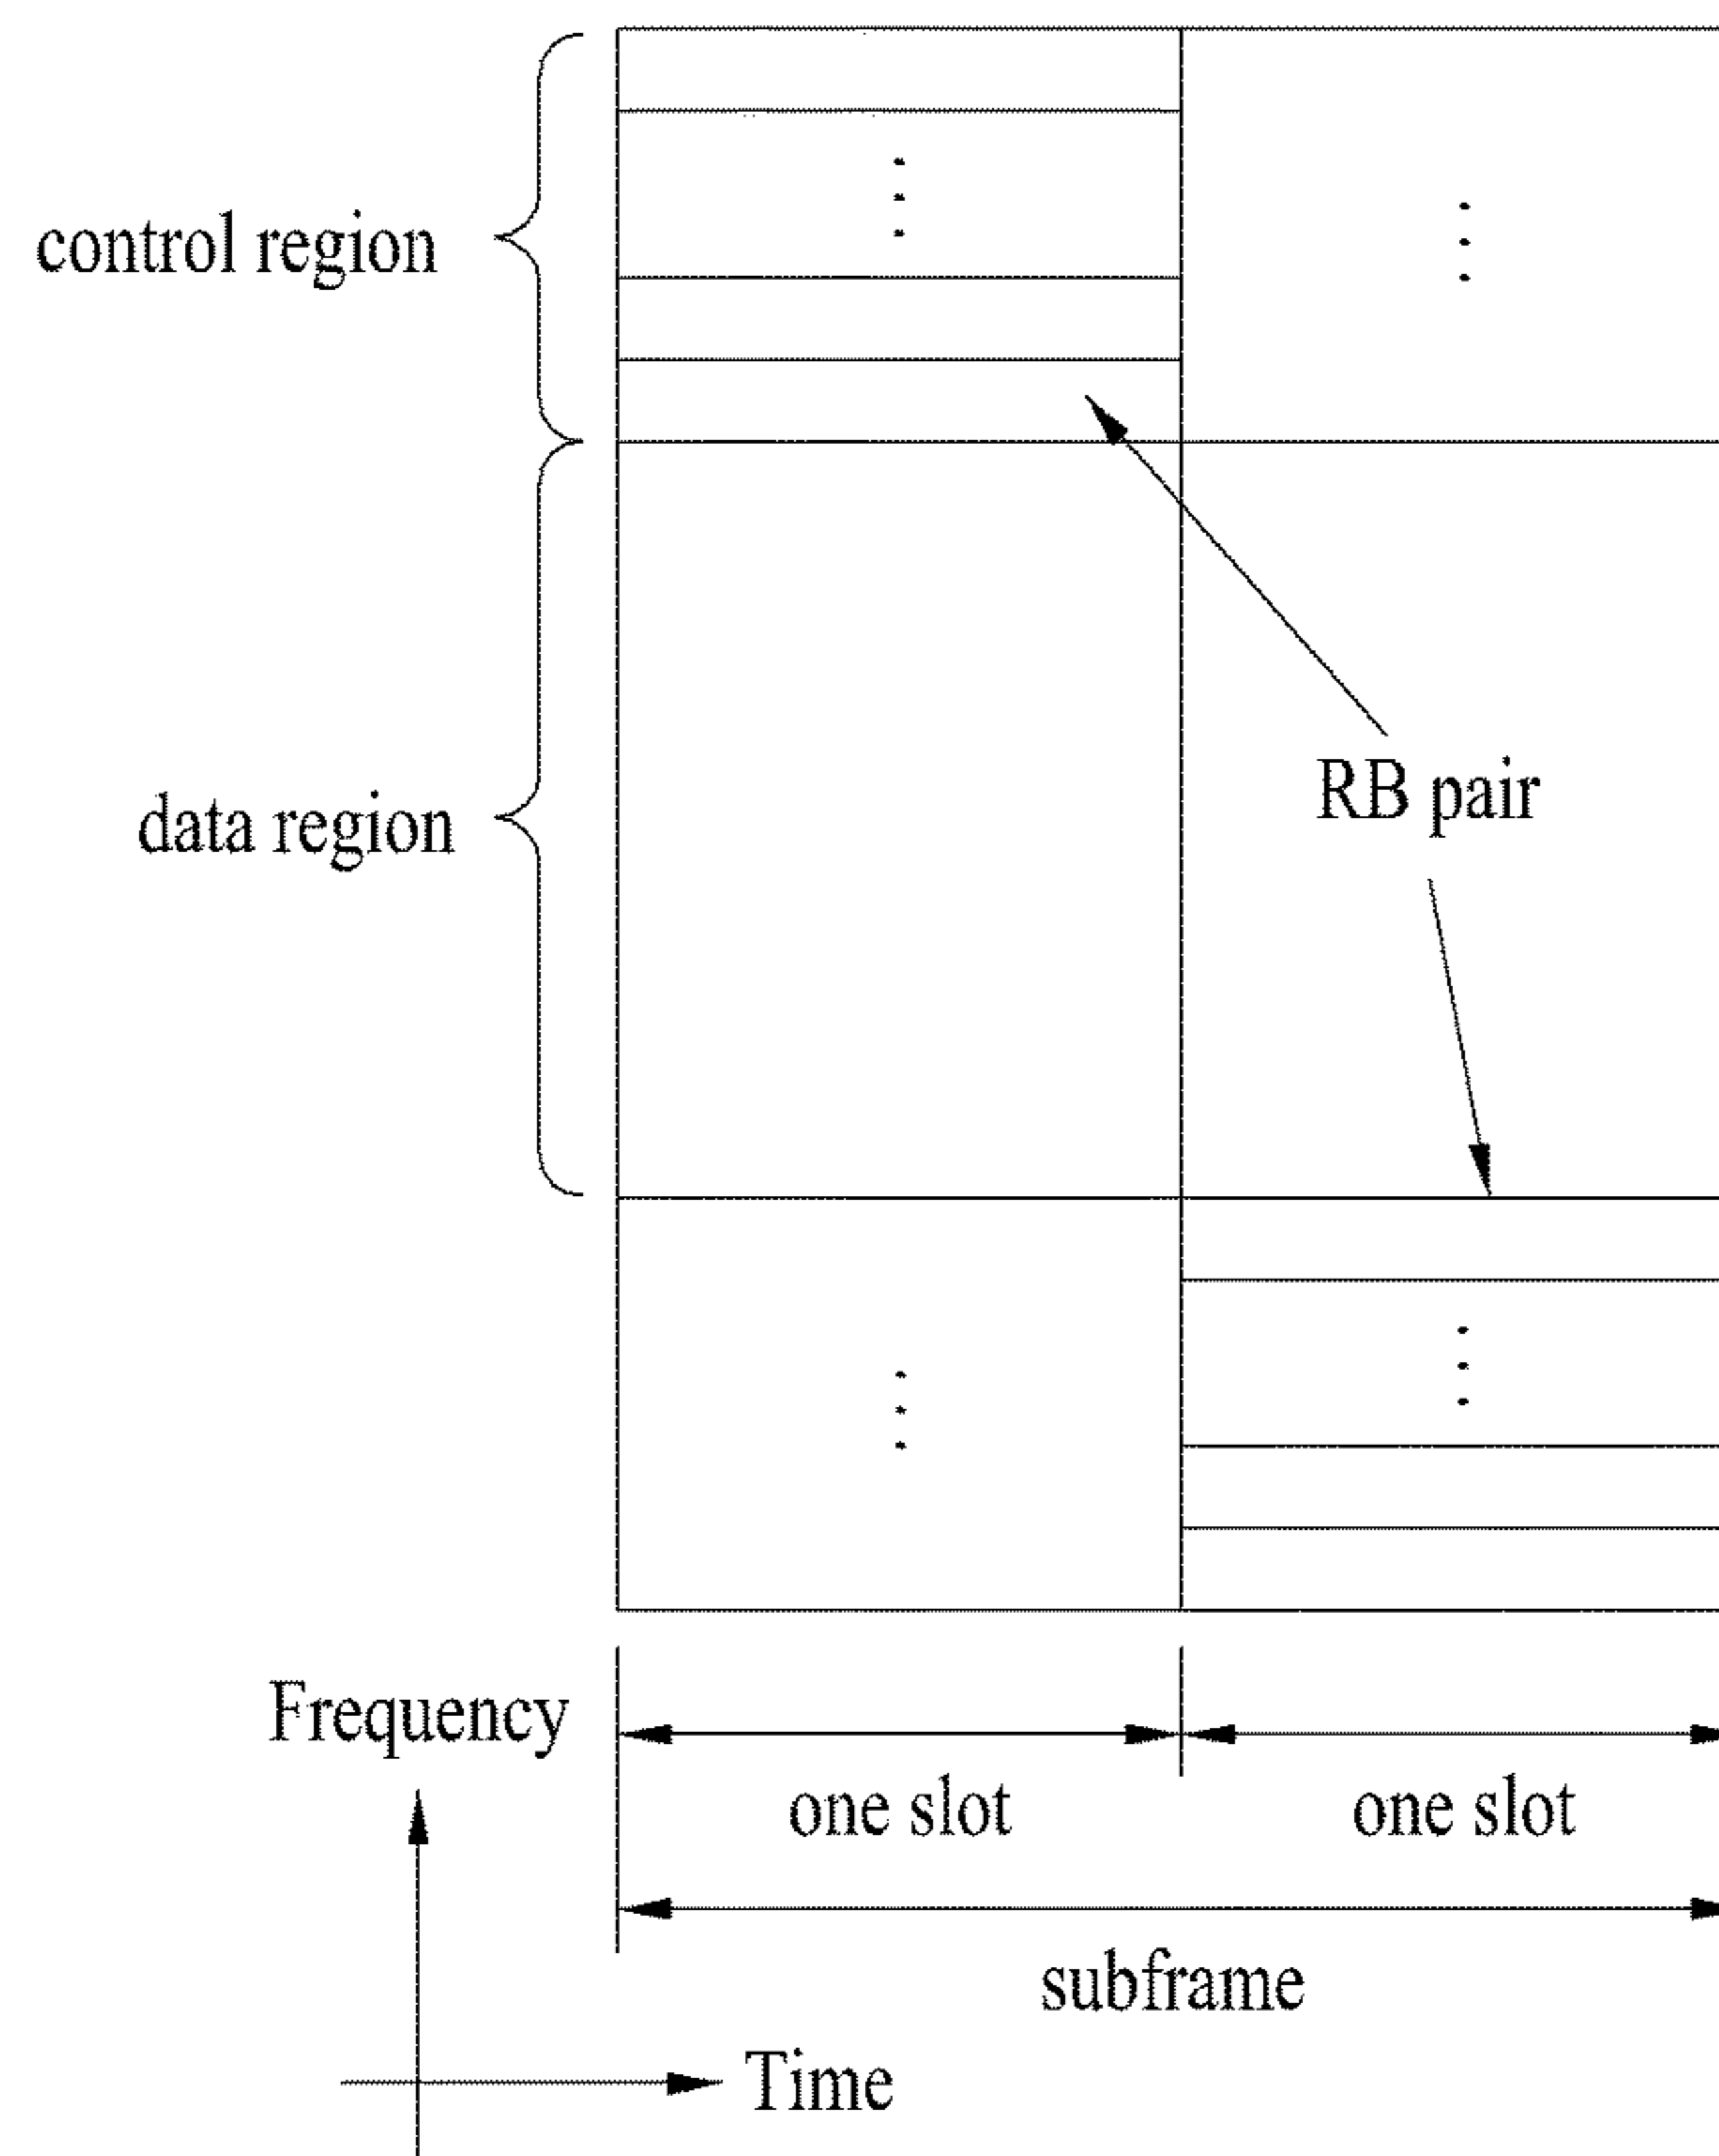 control region
data region
RB pair
Frequency
one slot
one slot
subframe
Time